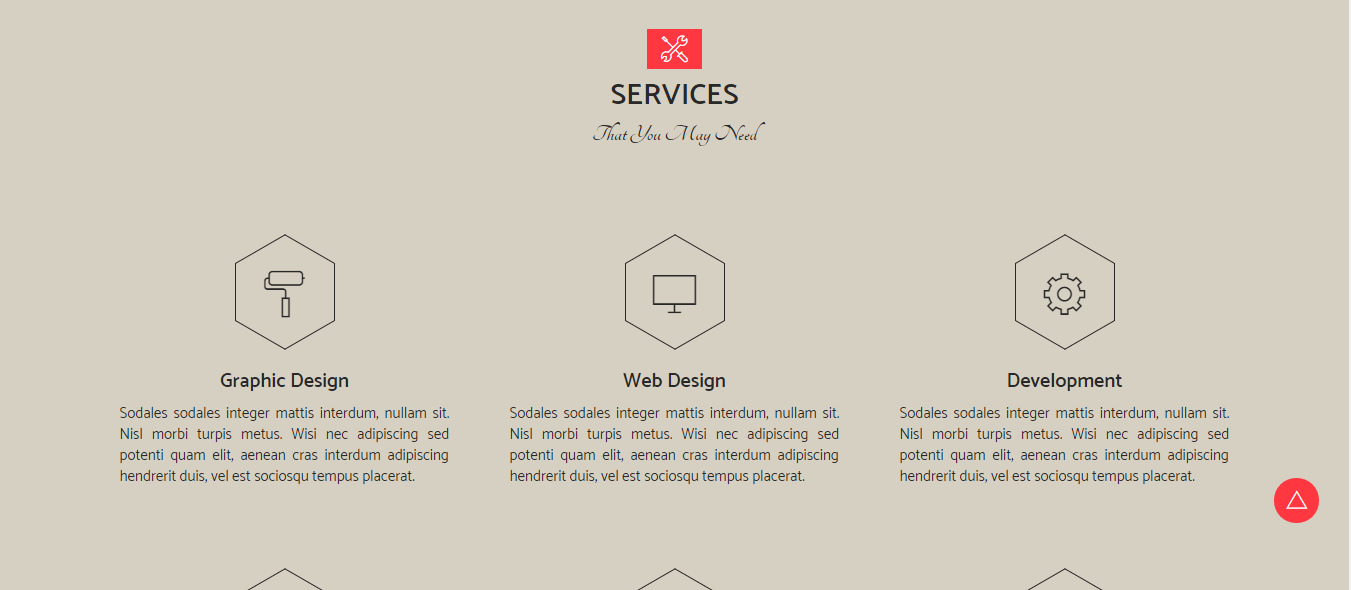 SERVICES
That You May Need
Graphic Design
Sodales sodales integer mattis interdum, nullam sit.
Nisl morbi turpis metus. Wisi nec adipiscing sed
potenti quam elit, aenean cras interdum adipiscing
hendrerit duis, vel est sociosqu tempus placerat.
Web Design
Sodales sodales integer mattis interdum, nullam sit.
Nisl morbi turpis metus. Wisi nec adipiscing sed
potenti quam elit, aenean cras interdum adipiscing
hendrerit duis, vel est sociosqu tempus placerat.
Development
Sodales sodales integer mattis interdum, nullam sit.
Nisl morbi turpis metus. Wisi nec adipiscing sed
potenti quam elit, aenean cras interdum adipiscing
hendrerit duis, vel est sociosqu tempus placerat.